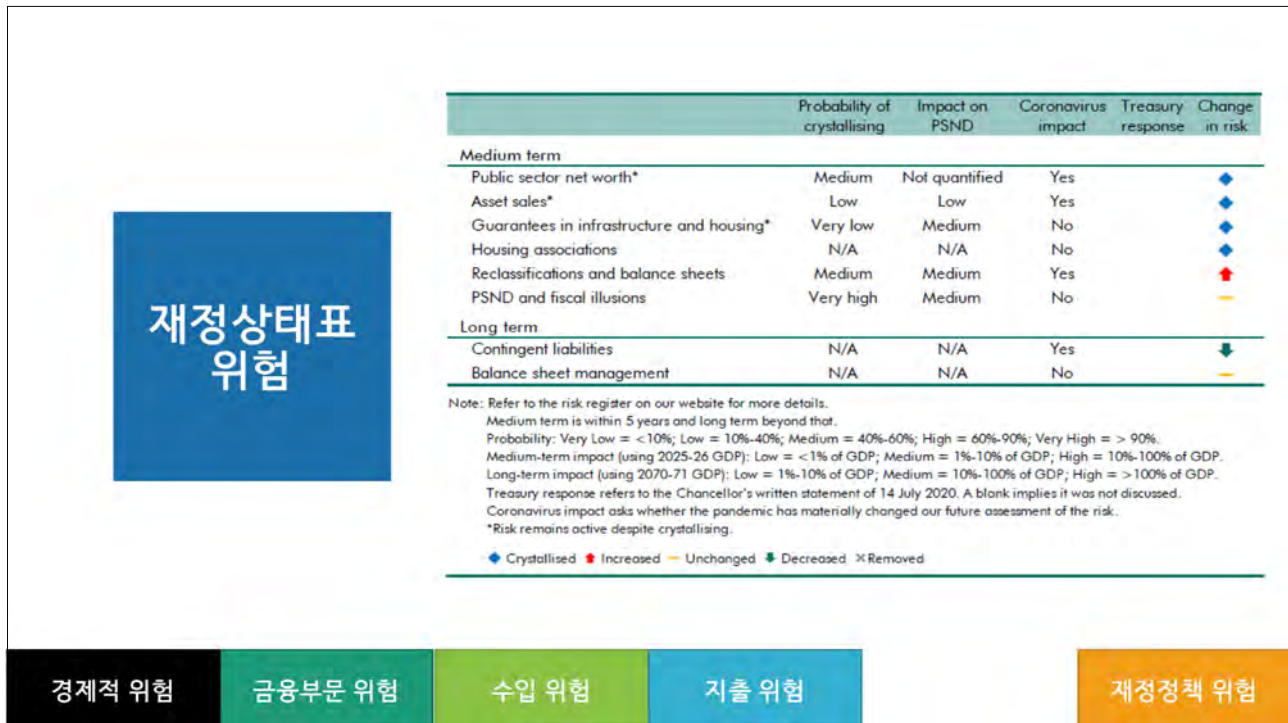 재정상태표
위험
Probability of crystallising Impact on PSND Coronavirus impact Treasury response Change in risk
Medium term
Public sector net worth* Medium Not quantified Yes
Asset sales* Low Low Yes
Guarantees in infrastructure and housing* Very low Medium No
Housing associations N/A N/A No
Reclassifications and balance sheets Medium Medium Yes
PSND and fiscal illusions Very high Medium No
Long term
Contingent liabilities N/A N/A Yes
Balance sheet management N/A N/A No
Note: Refer to the risk register on our website for more details.
Medium term is within 5 years and long term beyond that.
Probability: Very Low = <10%; Low = 10%-40%; Medium = 40%-60%; High = 60%-90%; Very High = > 90%.
Medium-term impact (using 2025-26 GDP): Low = <1% of GDP; Medium = 1%-10% of GDP; High = 10%-100% of GDP.
Long-term impact (using 2070-71 GDP): Low = 1%-10% of GDP; Medium = 10%-100% of GDP; High = >100% of GDP.
Treasury response refers to the Chancellor's written statement of 14 July 2020. A blank implies it was not discussed.
Coronavirus impact asks whether the pandemic has materially changed our future assessment of the risk.
*Risk remains active despite crystallising.
Crystallised Increased Unchanged Decreased Removed
경제적 위험 금융부문 위험 수입 위험 지출 위험 재정정책 위험